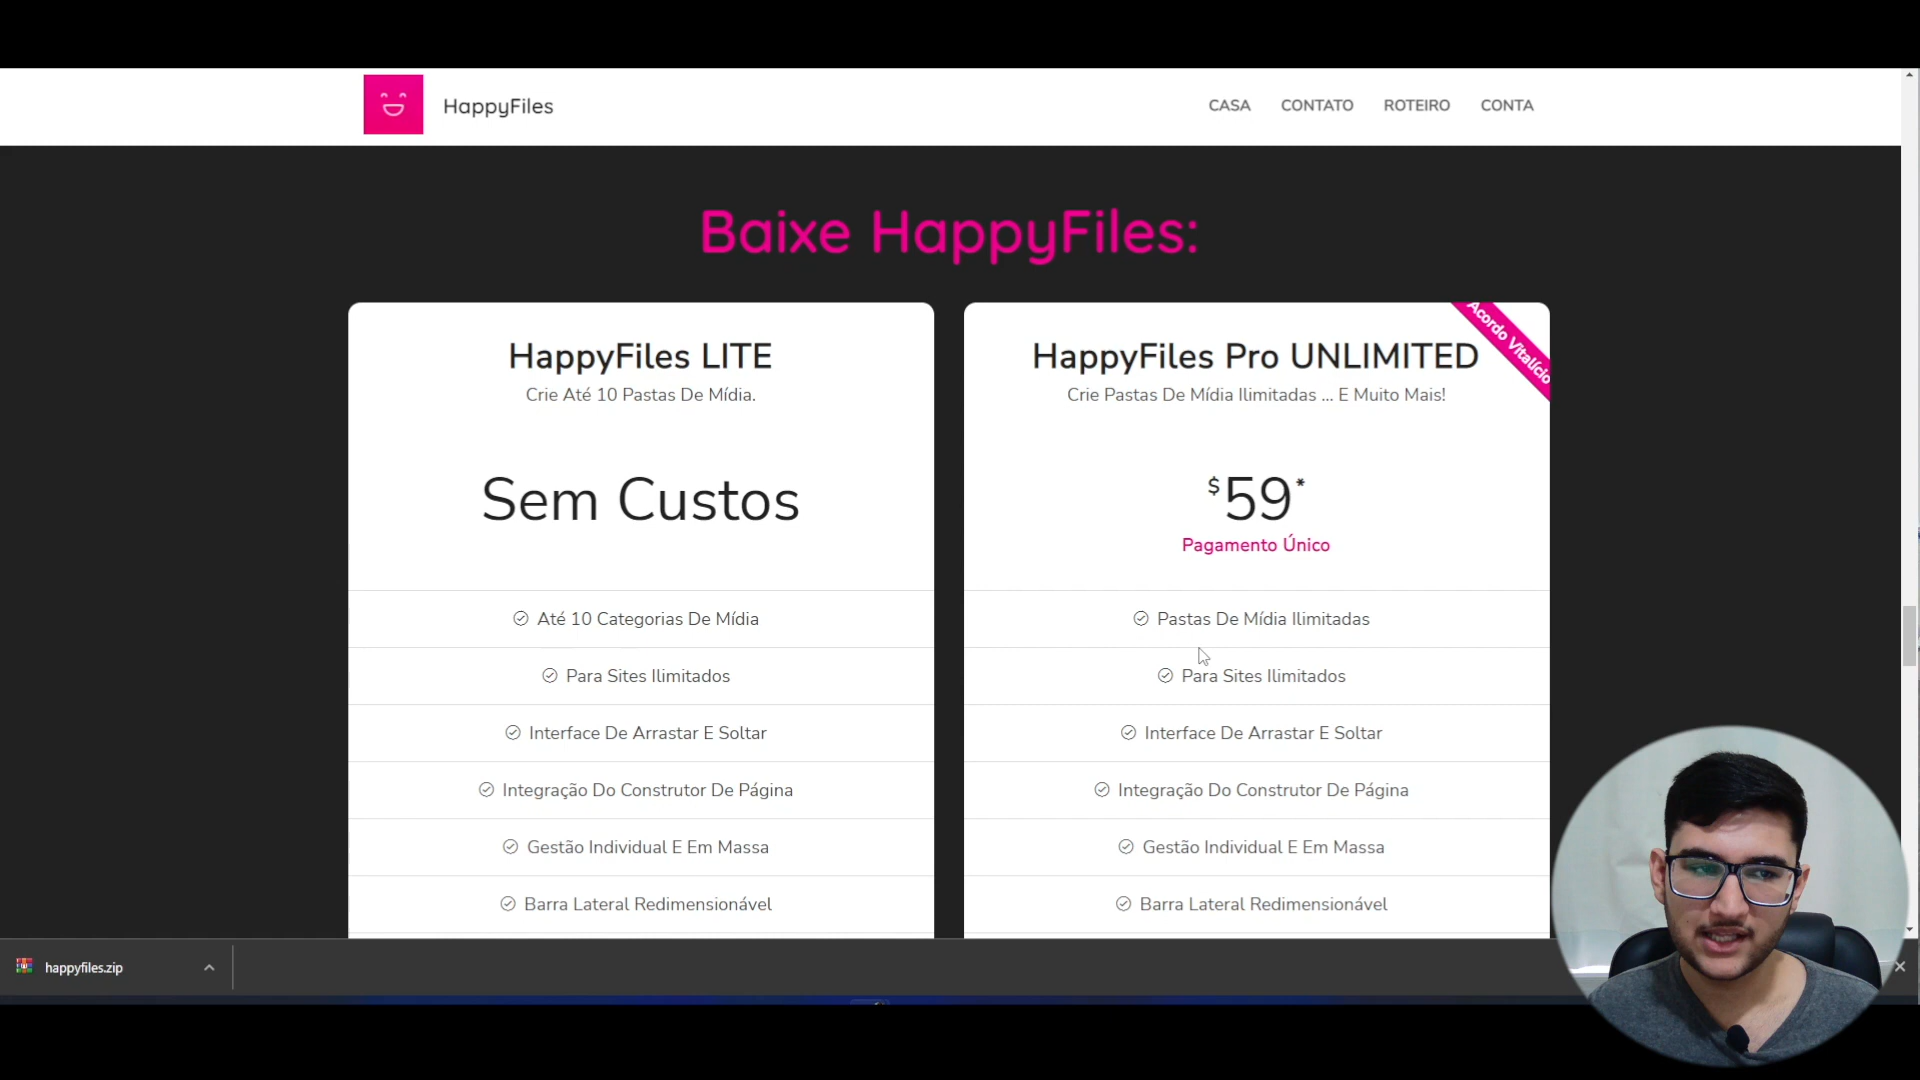 HappyFiles
CASA CONTATO ROTEIRO CONTA
Baixe HappyFiles:
HappyFiles LITE
Crie Até 10 Pastas De Mídia.
Sem Custos
Até 10 Categorias De Mídia
Para Sites Ilimitados
Interface De Arrastar E Soltar
Integração Do Construtor De Página
Gestão Individual E Em Massa
Barra Lateral Redimensionável
Acordo Vitalício
HappyFiles Pro UNLIMITED
Crie Pastas De Mídia Ilimitadas ... E Muito Mais!
$59*
Pagamento Único
Pastas De Mídia Ilimitadas
Para Sites Ilimitados
Interface De Arrastar E Soltar
Integração Do Construtor De Página
Gestão Individual E Em Massa
Barra Lateral Redimensionável
happyfiles.zip